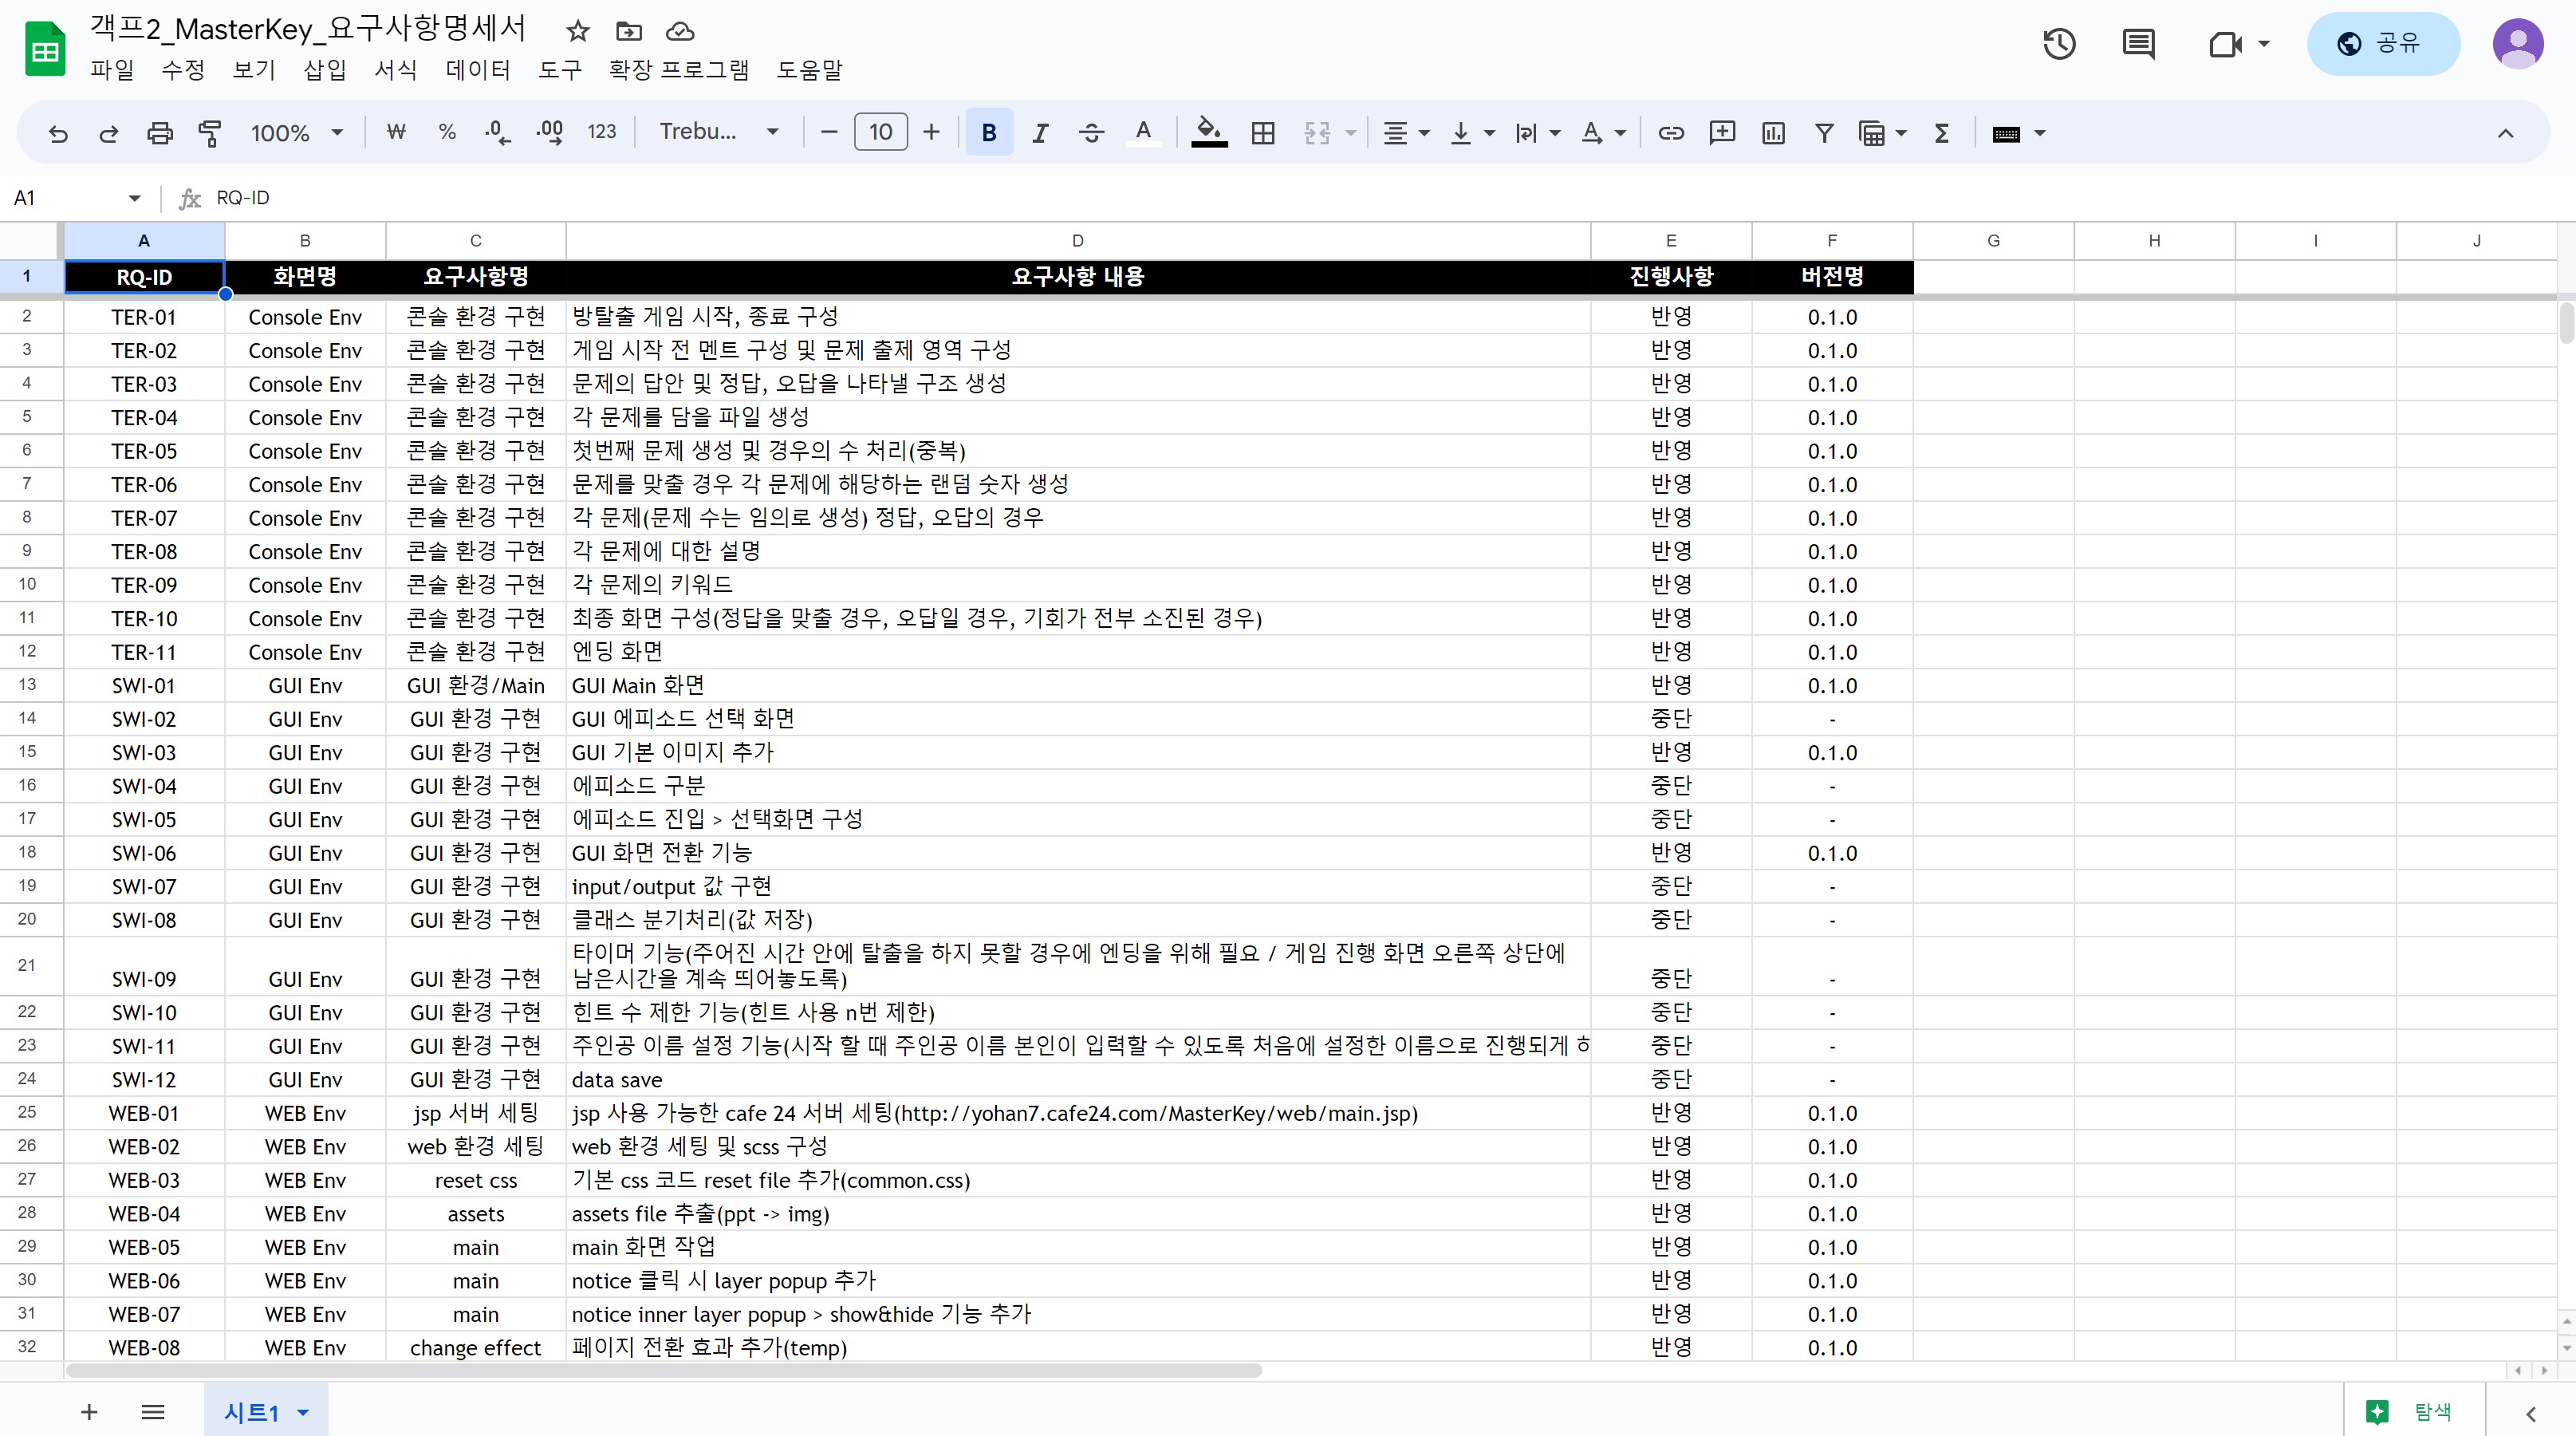 객프2_MasterKey_요구사항명세서
파일 수정 보기 삽입 서식 데이터 도구 확장 프로그램 도움말
공유
100% ₩ % .0 .00 123 Trebu... 10 B I A A Σ
A1 fx RQ-ID
A B C D E F G H I J
1 RQ-ID 화면명 요구사항명 요구사항 내용 진행사항 버전명
2 TER-01 Console Env 콘솔 환경 구현 방탈출 게임 시작, 종료 구성 반영 0.1.0
3 TER-02 Console Env 콘솔 환경 구현 게임 시작 전 멘트 구성 및 문제 출제 영역 구성 반영 0.1.0
4 TER-03 Console Env 콘솔 환경 구현 문제의 답안 및 정답, 오답을 나타낼 구조 생성 반영 0.1.0
5 TER-04 Console Env 콘솔 환경 구현 각 문제를 담을 파일 생성 반영 0.1.0
6 TER-05 Console Env 콘솔 환경 구현 첫번째 문제 생성 및 경우의 수 처리(중복) 반영 0.1.0
7 TER-06 Console Env 콘솔 환경 구현 문제를 맞출 경우 각 문제에 해당하는 랜덤 숫자 생성 반영 0.1.0
8 TER-07 Console Env 콘솔 환경 구현 각 문제(문제 수는 임의로 생성) 정답, 오답의 경우 반영 0.1.0
9 TER-08 Console Env 콘솔 환경 구현 각 문제에 대한 설명 반영 0.1.0
10 TER-09 Console Env 콘솔 환경 구현 각 문제의 키워드 반영 0.1.0
11 TER-10 Console Env 콘솔 환경 구현 최종 화면 구성(정답을 맞출 경우, 오답일 경우, 기회가 전부 소진된 경우) 반영 0.1.0
12 TER-11 Console Env 콘솔 환경 구현 엔딩 화면 반영 0.1.0
13 SWI-01 GUI Env GUI 환경/Main GUI Main 화면 반영 0.1.0
14 SWI-02 GUI Env GUI 환경 구현 GUI 에피소드 선택 화면 중단 -
15 SWI-03 GUI Env GUI 환경 구현 GUI 기본 이미지 추가 반영 0.1.0
16 SWI-04 GUI Env GUI 환경 구현 에피소드 구분 중단 -
17 SWI-05 GUI Env GUI 환경 구현 에피소드 진입 > 선택화면 구성 중단 -
18 SWI-06 GUI Env GUI 환경 구현 GUI 화면 전환 기능 반영 0.1.0
19 SWI-07 GUI Env GUI 환경 구현 input/output 값 구현 중단 -
20 SWI-08 GUI Env GUI 환경 구현 클래스 분기처리(값 저장) 중단 -
21 SWI-09 GUI Env GUI 환경 구현 타이머 기능(주어진 시간 안에 탈출을 하지 못할 경우에 엔딩을 위해 필요 / 게임 진행 화면 오른쪽 상단에
남은시간을 계속 띄어놓도록) 중단 -
22 SWI-10 GUI Env GUI 환경 구현 힌트 수 제한 기능(힌트 사용 n번 제한) 중단 -
23 SWI-11 GUI Env GUI 환경 구현 주인공 이름 설정 기능(시작 할 때 주인공 이름 본인이 입력할 수 있도록 처음에 설정한 이름으로 진행되게 중단 -
24 SWI-12 GUI Env GUI 환경 구현 data save 중단 -
25 WEB-01 WEB Env jsp 서버 세팅 jsp 사용 가능한 cafe 24 서버 세팅(http://yohan7.cafe24.com/MasterKey/web/main.jsp) 반영 0.1.0
26 WEB-02 WEB Env web 환경 세팅 web 환경 세팅 및 scss 구성 반영 0.1.0
27 WEB-03 WEB Env reset css 기본 css 코드 reset file 추가(common.css) 반영 0.1.0
28 WEB-04 WEB Env assets assets file 추출(ppt -> img) 반영 0.1.0
29 WEB-05 WEB Env main main 화면 작업 반영 0.1.0
30 WEB-06 WEB Env main notice 클릭 시 layer popup 추가 반영 0.1.0
31 WEB-07 WEB Env main notice inner layer popup > show&hide 기능 추가 반영 0.1.0
32 WEB-08 WEB Env change effect 페이지 전환 효과 추가(temp) 반영 0.1.0
시트1 탐색